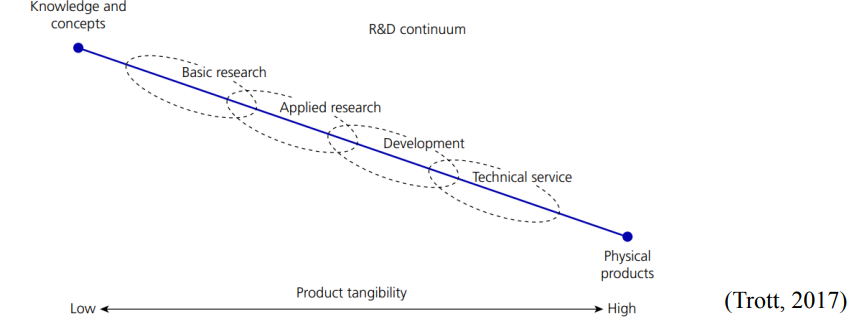 Knowledge and
concepts
R&D continuum
Basic research
Applied research
Development
Technical service
Physical
products
Product tangibility
Low
High
(Trott, 2017)